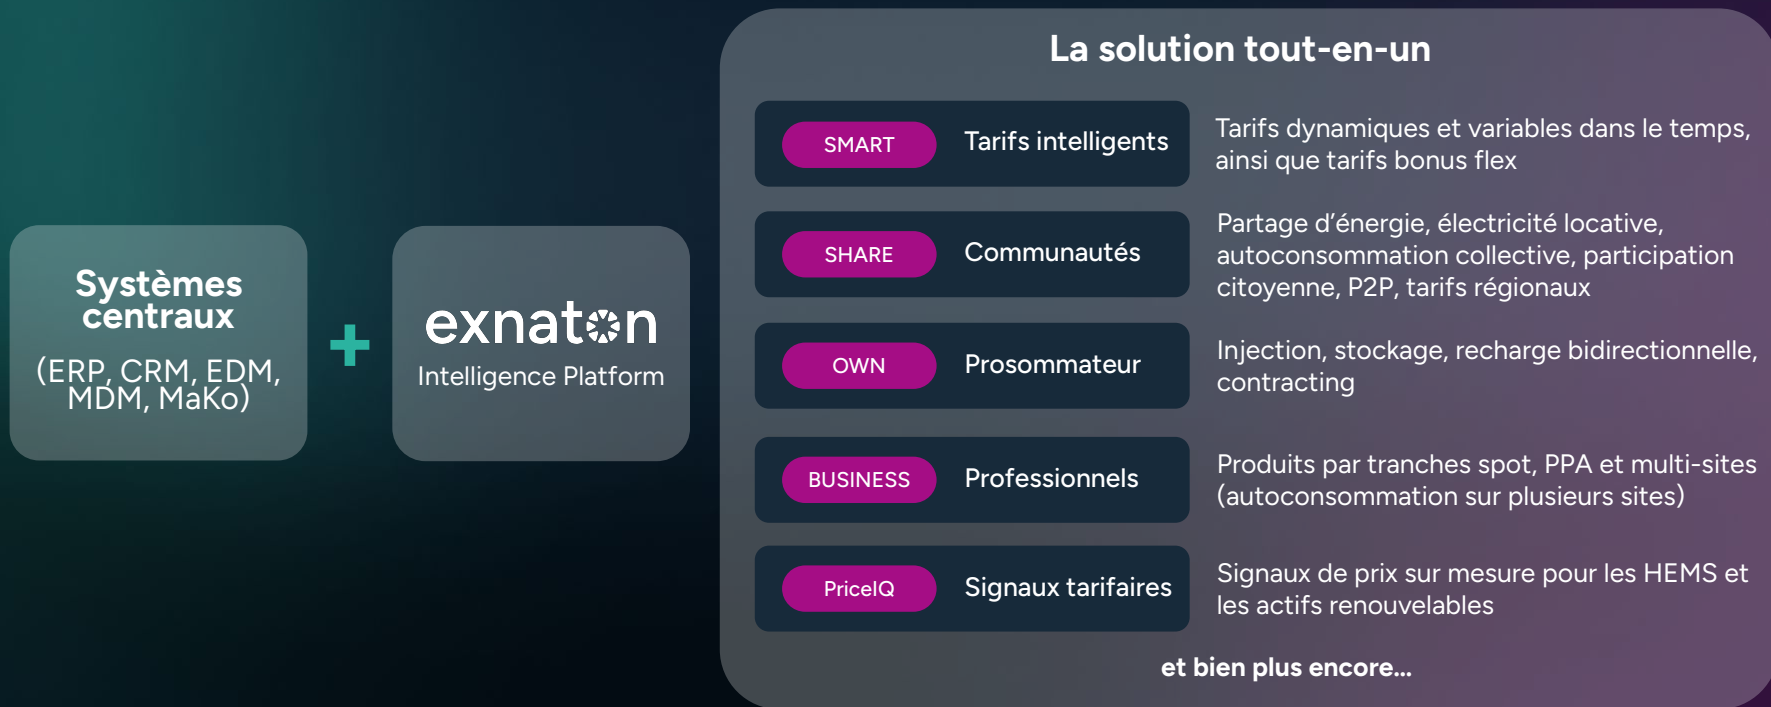 La solution tout-en-un
Systèmes
centraux
(ERP, CRM, EDM,
MDM, MaKo)
+
exnaton
Intelligence Platform
SMART
Tarifs intelligents
Tarifs dynamiques et variables dans le temps,
ainsi que tarifs bonus flex
SHARE
Communautés
Partage d’énergie, électricité locative,
autoconsommation collective, participation
citoyenne, P2P, tarifs régionaux
OWN
Prosommateur
Injection, stockage, recharge bidirectionnelle,
contracting
BUSINESS
Professionnels
Produits par tranches spot, PPA et multi-sites
(autoconsommation sur plusieurs sites)
PriceIQ
Signaux tarifaires
Signaux de prix sur mesure pour les HEMS et
les actifs renouvelables
et bien plus encore...